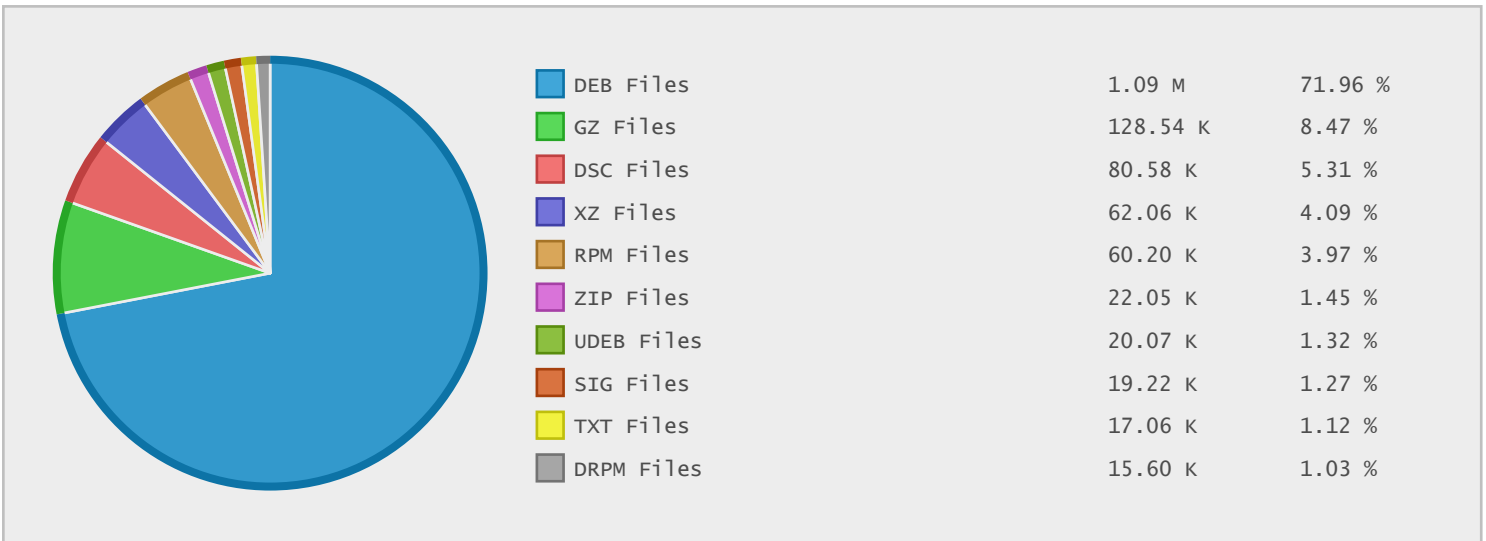 DEB Files 1.09 M 71.96 %
GZ Files 128.54 K 8.47 %
DSC Files 80.58 K 5.31 %
XZ Files 62.06 K 4.09 %
RPM Files 60.20 K 3.97 %
ZIP Files 22.05 K 1.45 %
UDEB Files 20.07 K 1.32 %
SIG Files 19.22 K 1.27 %
TXT Files 17.06 K 1.12 %
DRPM Files 15.60 K 1.03 %